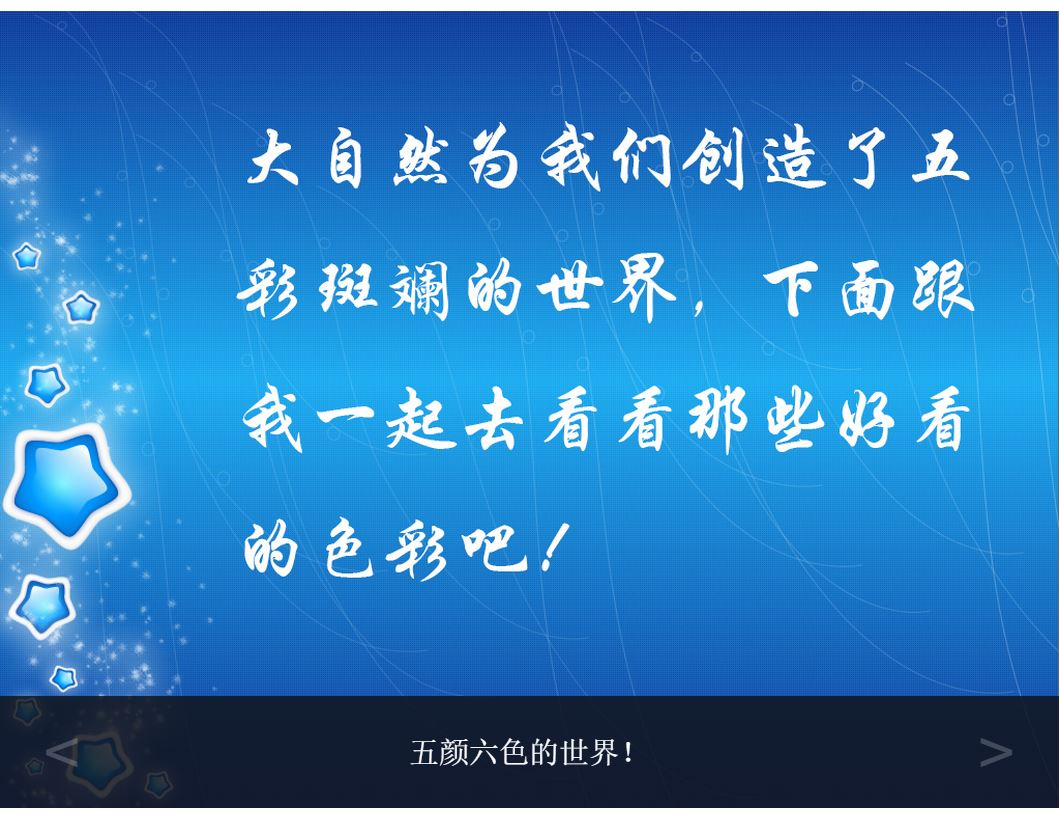 大自然为我们创造了五
彩斑斓的世界，下面跟
我一起去看看那些好看
的色彩吧！
< 五颜六色的世界！ >